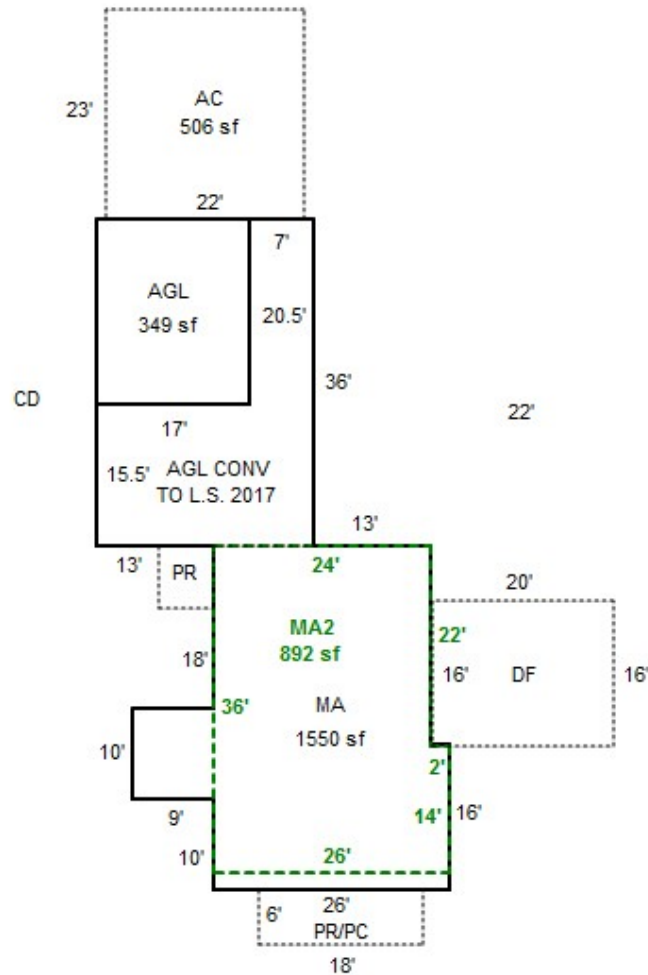 AC
506 sf
23'
22'
7'
AGL
349 sf
20.5'
36'
CD
22'
17'
15.5'
AGL CONV
TO L.S. 2017
13'
13'
PR
24'
20'
MA2
892 sf
22'
18'
16'
DF
16'
36'
MA
1550 sf
10'
2'
9'
14'
16'
10'
26'
6'
26'
PR/PC
18'